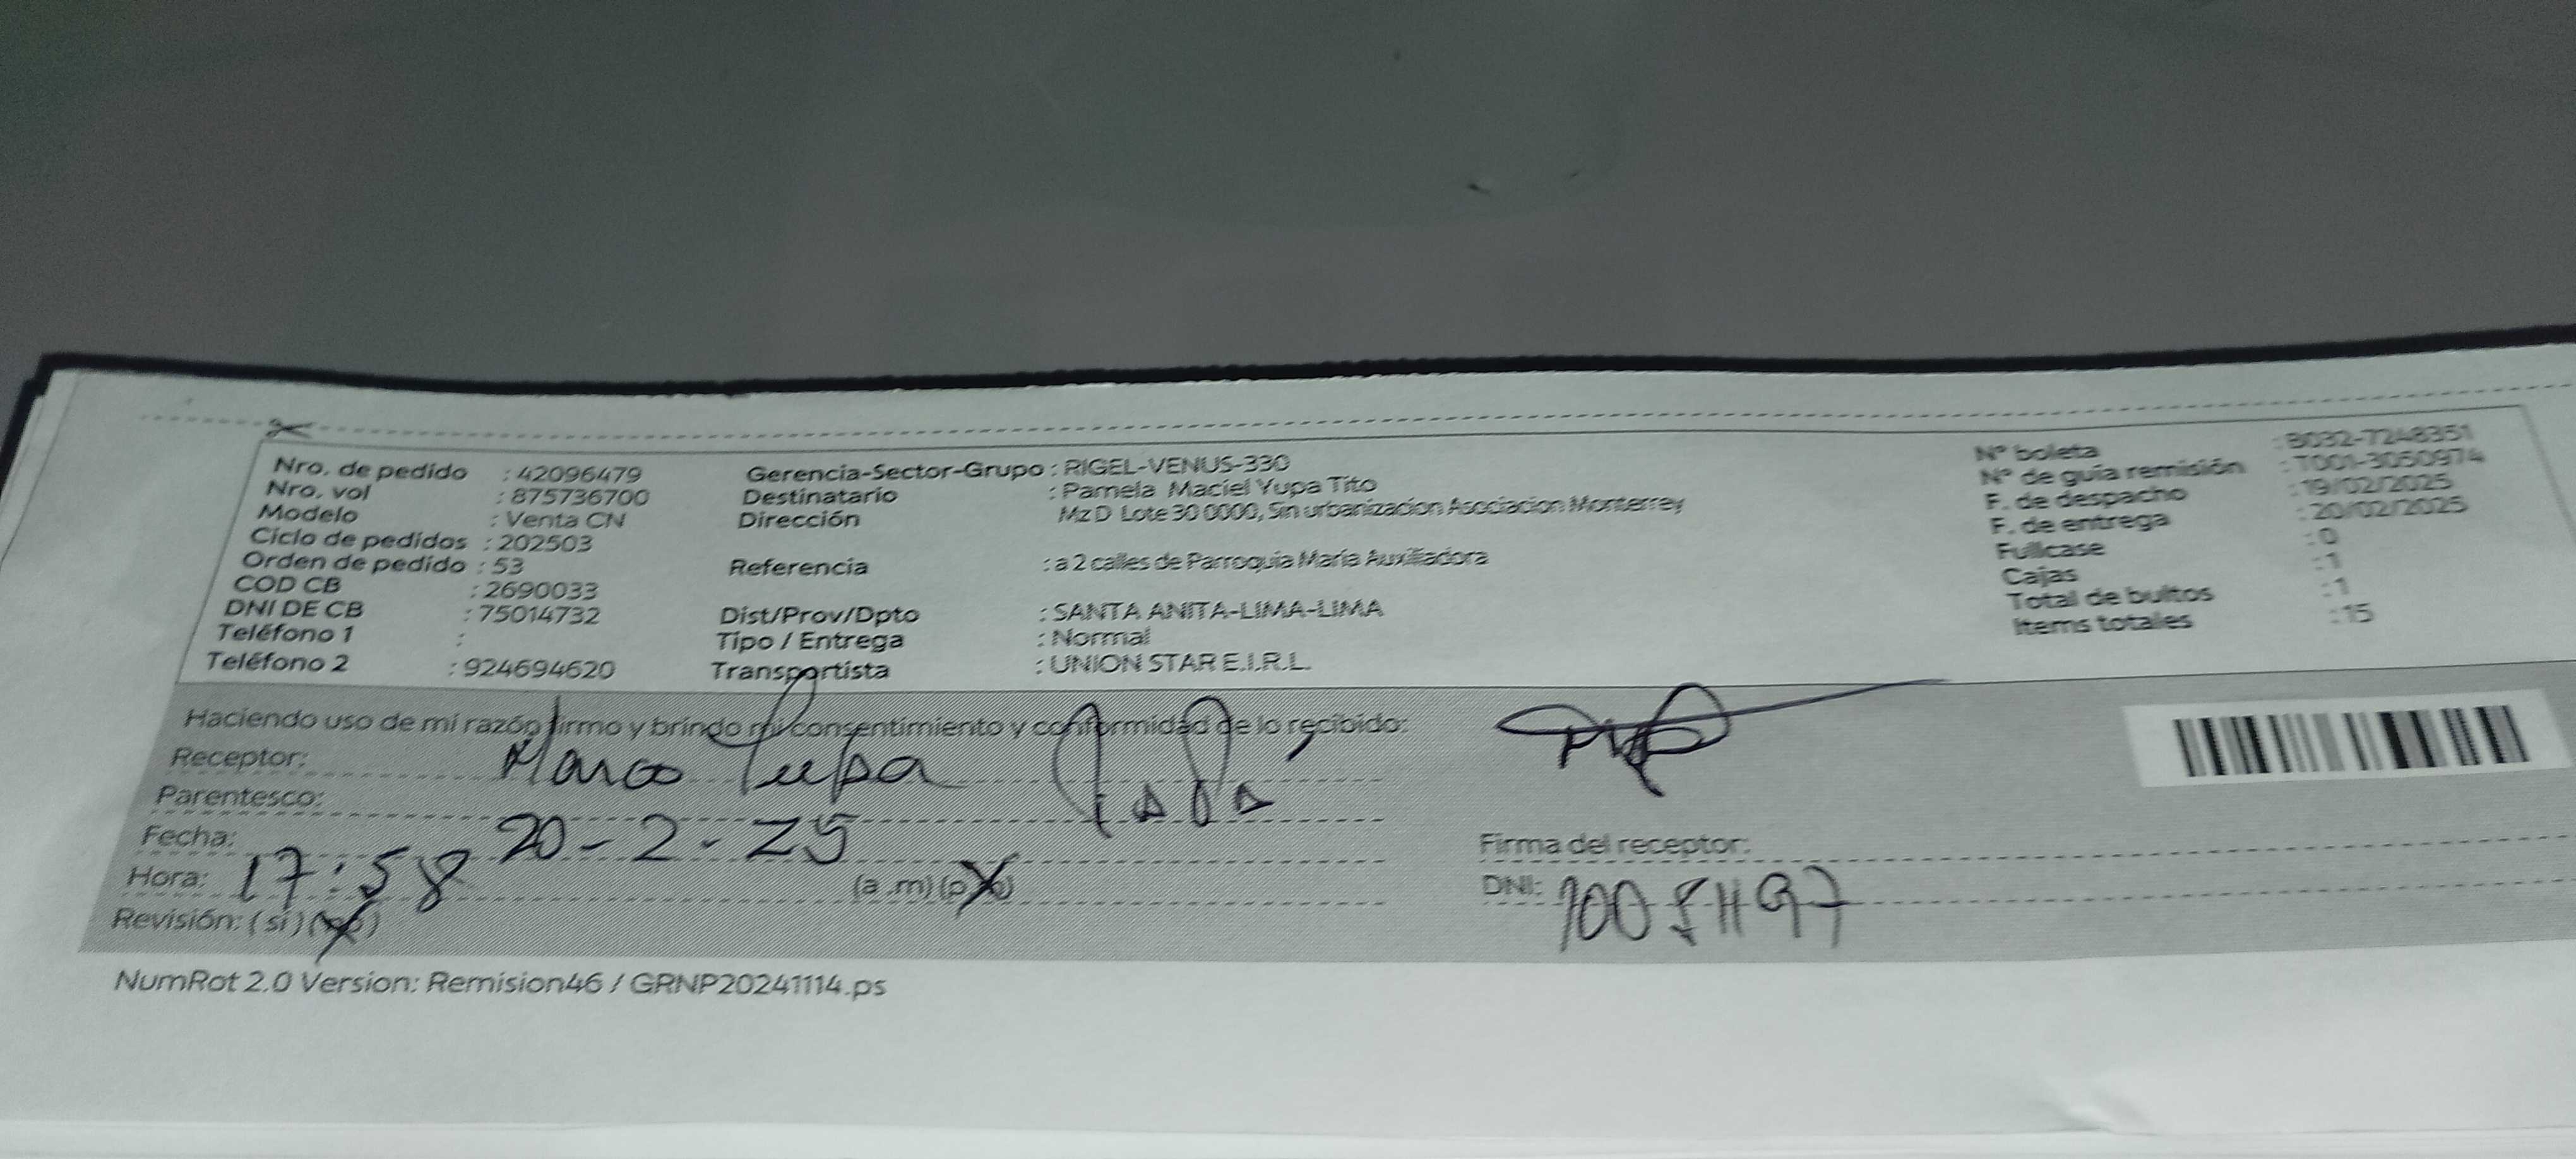 Nro. de pedido : 42096479
Nro. vol : 875736700
Modelo : Venta CN
Ciclo de pedidos : 202503
Orden de pedido : 53
COD CB : 2690033
DNI DE CB : 75014732
Teléfono 1 :
Teléfono 2 : 924694620
Gerencia-Sector-Grupo : RIGEL-VENUS-330
Destinatario : Pamela Maciel Yupa Tito
Dirección Mz D Lote 30 0000, Sin urbanizacion Asociacion Monterrey
Referencia : a 2 calles de Parroquia María Auxiliadora
Dist/Prov/Dpto : SANTA ANITA-LIMA-LIMA
Tipo / Entrega : Normal
Transportista : UNION STAR E.I.R.L.
N° boleta : B032-7248351
N° de guía remisión : T001-3050974
F. de despacho : 19/02/2025
F. de entrega : 20/02/2025
Fullcase : 0
Cajas : 1
Total de bultos : 1
Items totales : 15
Haciendo uso de mi razón firmo y brindo mi consentimiento y conformidad de lo recibido:
Receptor: Marco Yupa
Parentesco: Papá
Fecha: 20-2-25
Hora: 17:58 (a.m) (p.m)
Revisión: (si) (no)
Firma del receptor:
DNI:
NumRot 2.0 Version: Remision46 / GRNP20241114.ps